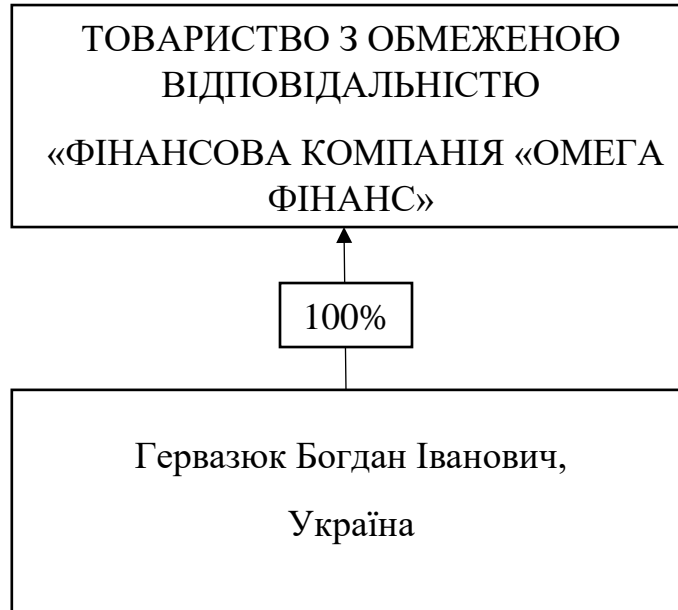 ТОВАРИСТВО З ОБМЕЖЕНОЮ
ВІДПОВІДАЛЬНІСТЮ
«ФІНАНСОВА КОМПАНІЯ «ОМЕГА
ФІНАНС»
100%
Гервазюк Богдан Іванович,
Україна